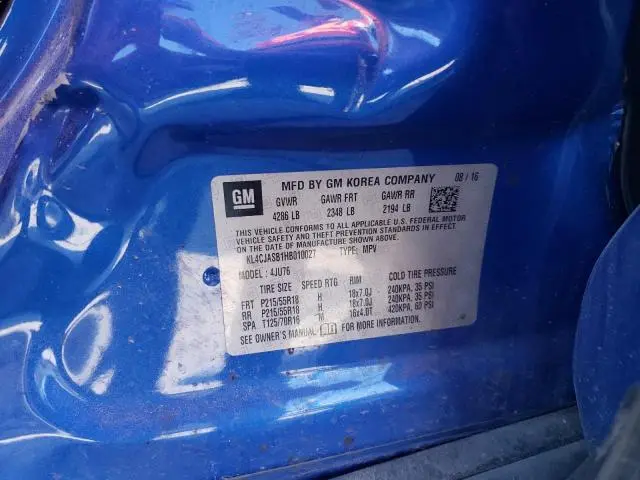 GM
MFD BY GM KOREA COMPANY 08 / 16
GVWR GAWR FRT GAWR RR
4286 LB 2348 LB 2194 LB
THIS VEHICLE CONFORMS TO ALL APPLICABLE U.S. FEDERAL MOTOR
VEHICLE SAFETY, BUMPER, AND THEFT PREVENTION STANDARDS IN EFFECT
ON THE DATE OF MANUFACTURE SHOWN ABOVE.
KL4CJASB1HB010027 TYPE: MPV
MODEL : 4JU76
TIRE SIZE SPEED RTG RIM COLD TIRE PRESSURE
FRT P215/55R18 H 18x7.0J 240KPA, 35 PSI
RR P215/55R18 H 18x7.0J 240KPA, 35 PSI
SPA T125/70R16 M 16x4.0T 420KPA, 60 PSI
SEE OWNER'S MANUAL FOR MORE INFORMATION.